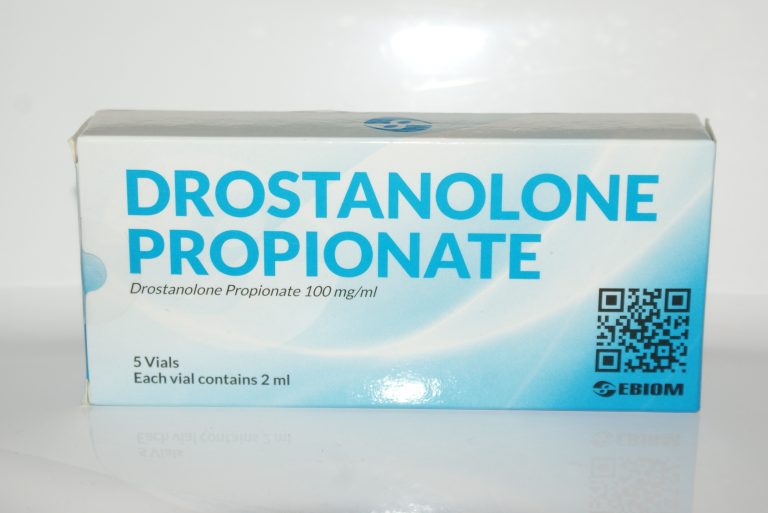 DROSTANOLONE
PROPIONATE
Drostanolone Propionate 100 mg/ml
5 Vials
Each vial contains 2 ml
EBIOM